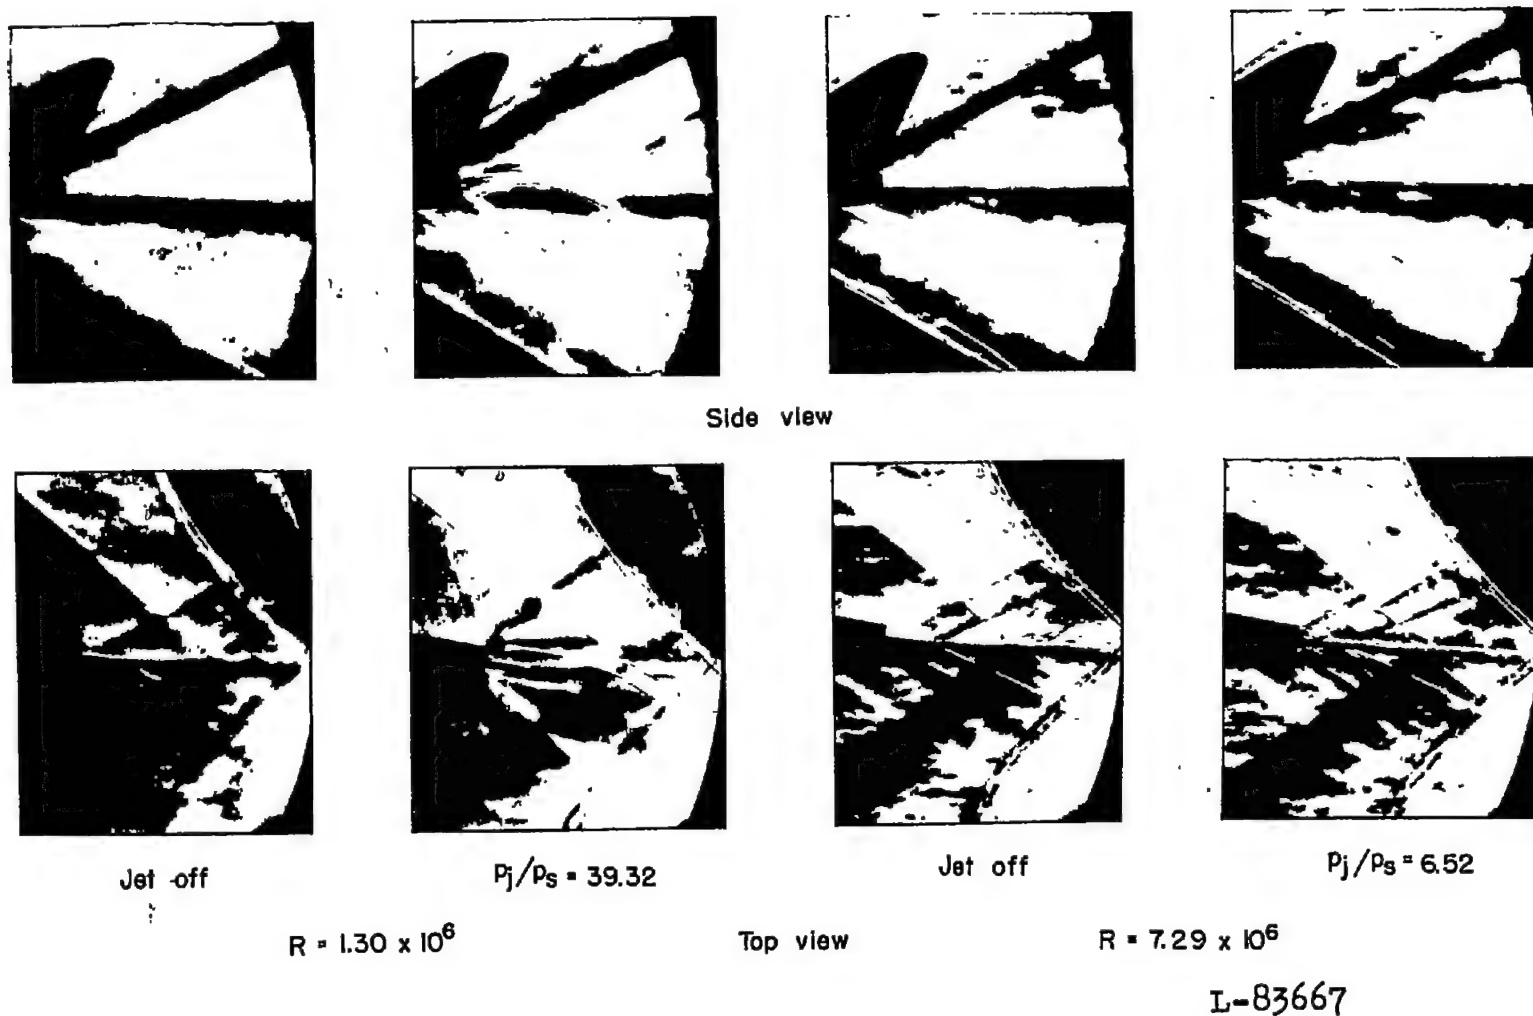 Side view
Jet off
Pj/Ps = 39.32
Jet off
Pj/Ps = 6.52
R = 1.30 x 10⁶
Top view
R = 7.29 x 10⁶
L-83667